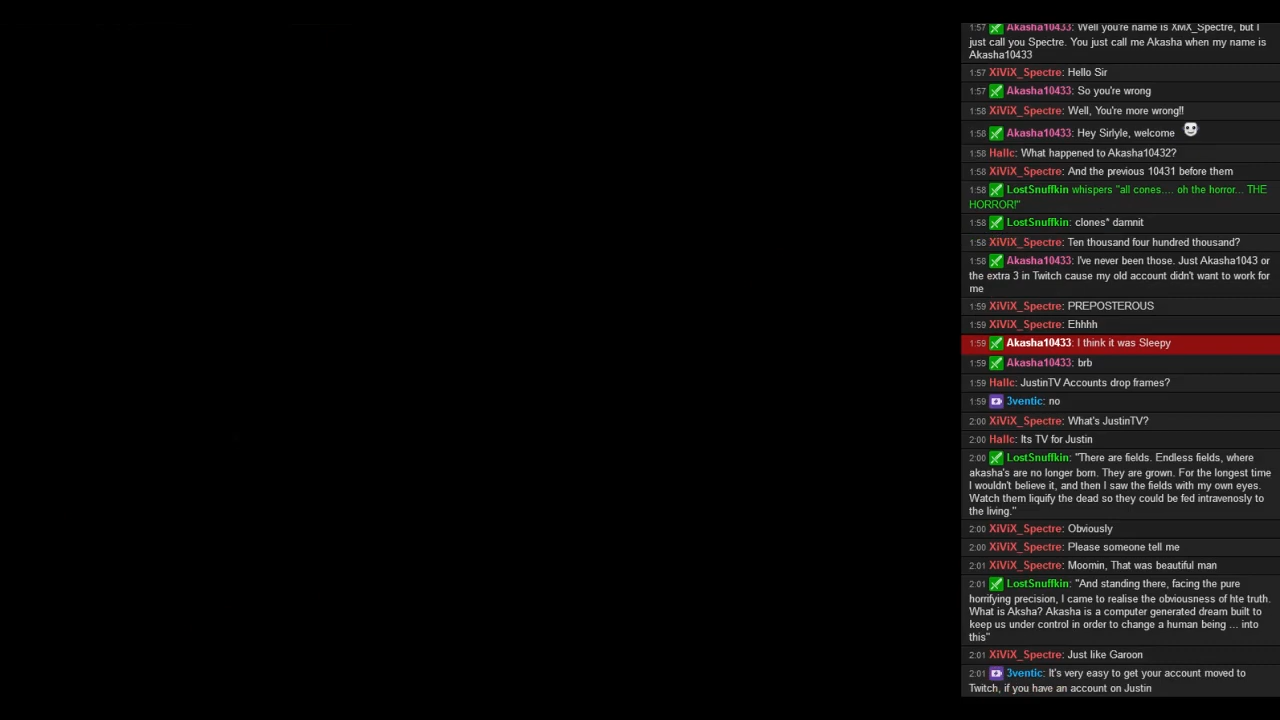 1:57 Akasha10433: Well you're name is XiViX_Spectre, but I
just call you Spectre. You just call me Akasha when my name is
Akasha10433
1:57 XiViX_Spectre: Hello Sir
1:57 Akasha10433: So you're wrong
1:58 XiViX_Spectre: Well, You're more wrong!!
1:58 Akasha10433: Hey Sirlyle, welcome
1:58 Hallc: What happened to Akasha10432?
1:58 XiViX_Spectre: And the previous 10431 before them
1:58 LostSnuffkin whispers "all cones.... oh the horror... THE
HORROR!"
1:58 LostSnuffkin: clones* damnit
1:58 XiViX_Spectre: Ten thousand four hundred thousand?
1:58 Akasha10433: I've never been those. Just Akasha1043 or
the extra 3 in Twitch cause my old account didn't want to work for
me
1:59 XiViX_Spectre: PREPOSTEROUS
1:59 XiViX_Spectre: Ehhhh
1:59 Akasha10433: I think it was Sleepy
1:59 Akasha10433: brb
1:59 Hallc: JustinTV Accounts drop frames?
1:59 3ventic: no
2:00 XiViX_Spectre: What's JustinTV?
2:00 Hallc: Its TV for Justin
2:00 LostSnuffkin: "There are fields. Endless fields, where
akasha's are no longer born. They are grown. For the longest time
I wouldn't believe it, and then I saw the fields with my own eyes.
Watch them liquify the dead so they could be fed intravenosly to
the living."
2:00 XiViX_Spectre: Obviously
2:00 XiViX_Spectre: Please someone tell me
2:01 XiViX_Spectre: Moomin, That was beautiful man
2:01 LostSnuffkin: "And standing there, facing the pure
horrifying precision, I came to realise the obviousness of hte truth.
What is Aksha? Akasha is a computer generated dream built to
keep us under control in order to change a human being ... into
this"
2:01 XiViX_Spectre: Just like Garoon
2:01 3ventic: It's very easy to get your account moved to
Twitch, if you have an account on Justin